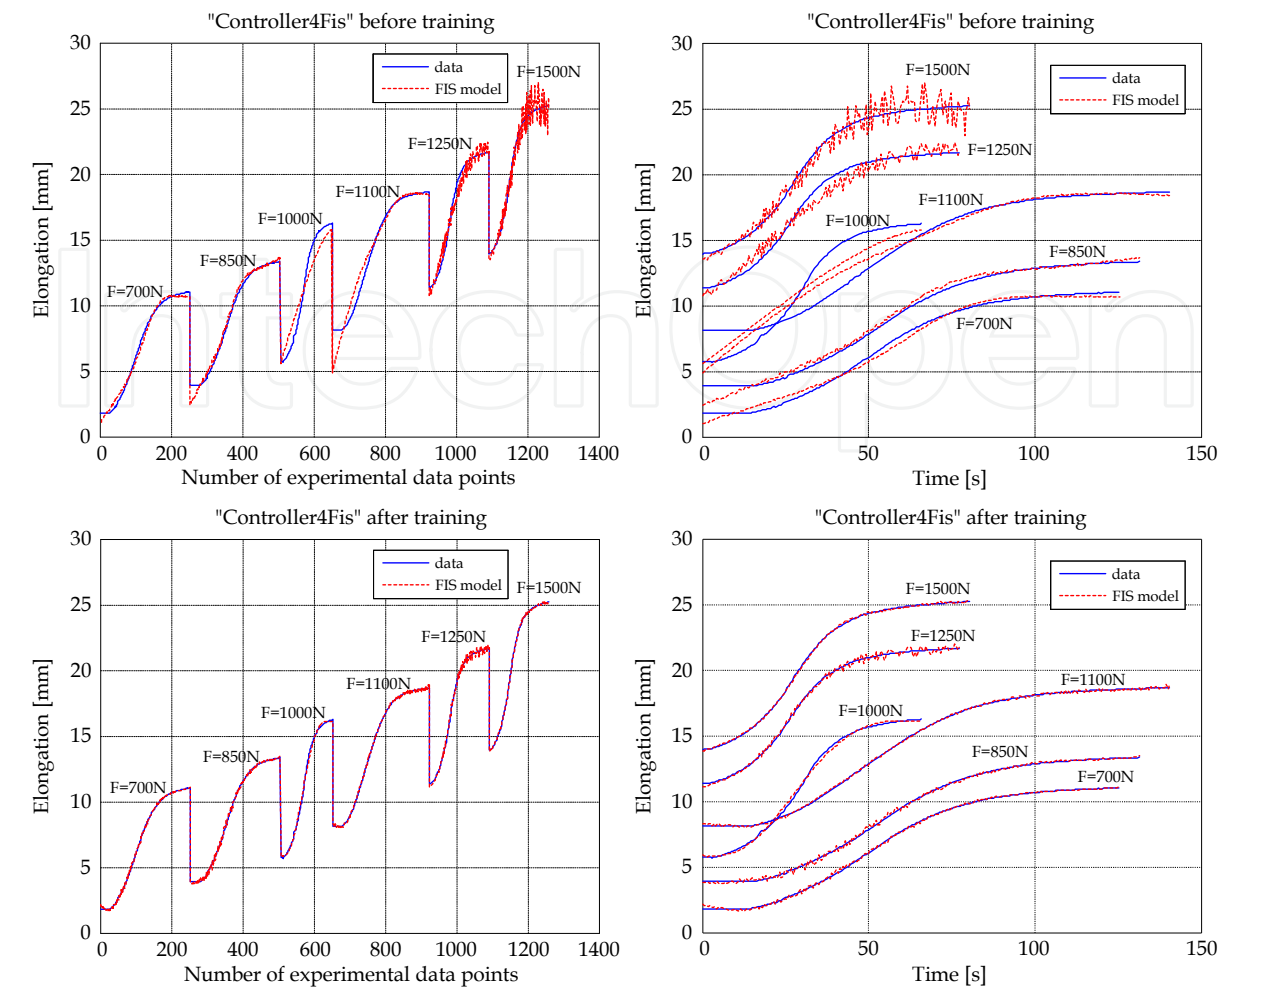 "Controller4Fis" before training
30
25
20
15
10
5
0
Elongation [mm]
data
FIS model
F=1500N
F=1250N
F=1100N
F=1000N
F=850N
F=700N
0 200 400 600 800 1000 1200 1400
Number of experimental data points
"Controller4Fis" before training
30
25
20
15
10
5
0
Elongation [mm]
data
FIS model
F=1500N
F=1250N
F=1100N
F=1000N
F=850N
F=700N
0 50 100 150
Time [s]
"Controller4Fis" after training
30
25
20
15
10
5
0
Elongation [mm]
data
FIS model
F=1500N
F=1250N
F=1100N
F=1000N
F=850N
F=700N
0 200 400 600 800 1000 1200 1400
Number of experimental data points
"Controller4Fis" after training
30
25
20
15
10
5
0
Elongation [mm]
data
FIS model
F=1500N
F=1250N
F=1100N
F=1000N
F=850N
F=700N
0 50 100 150
Time [s]
IntechOpen